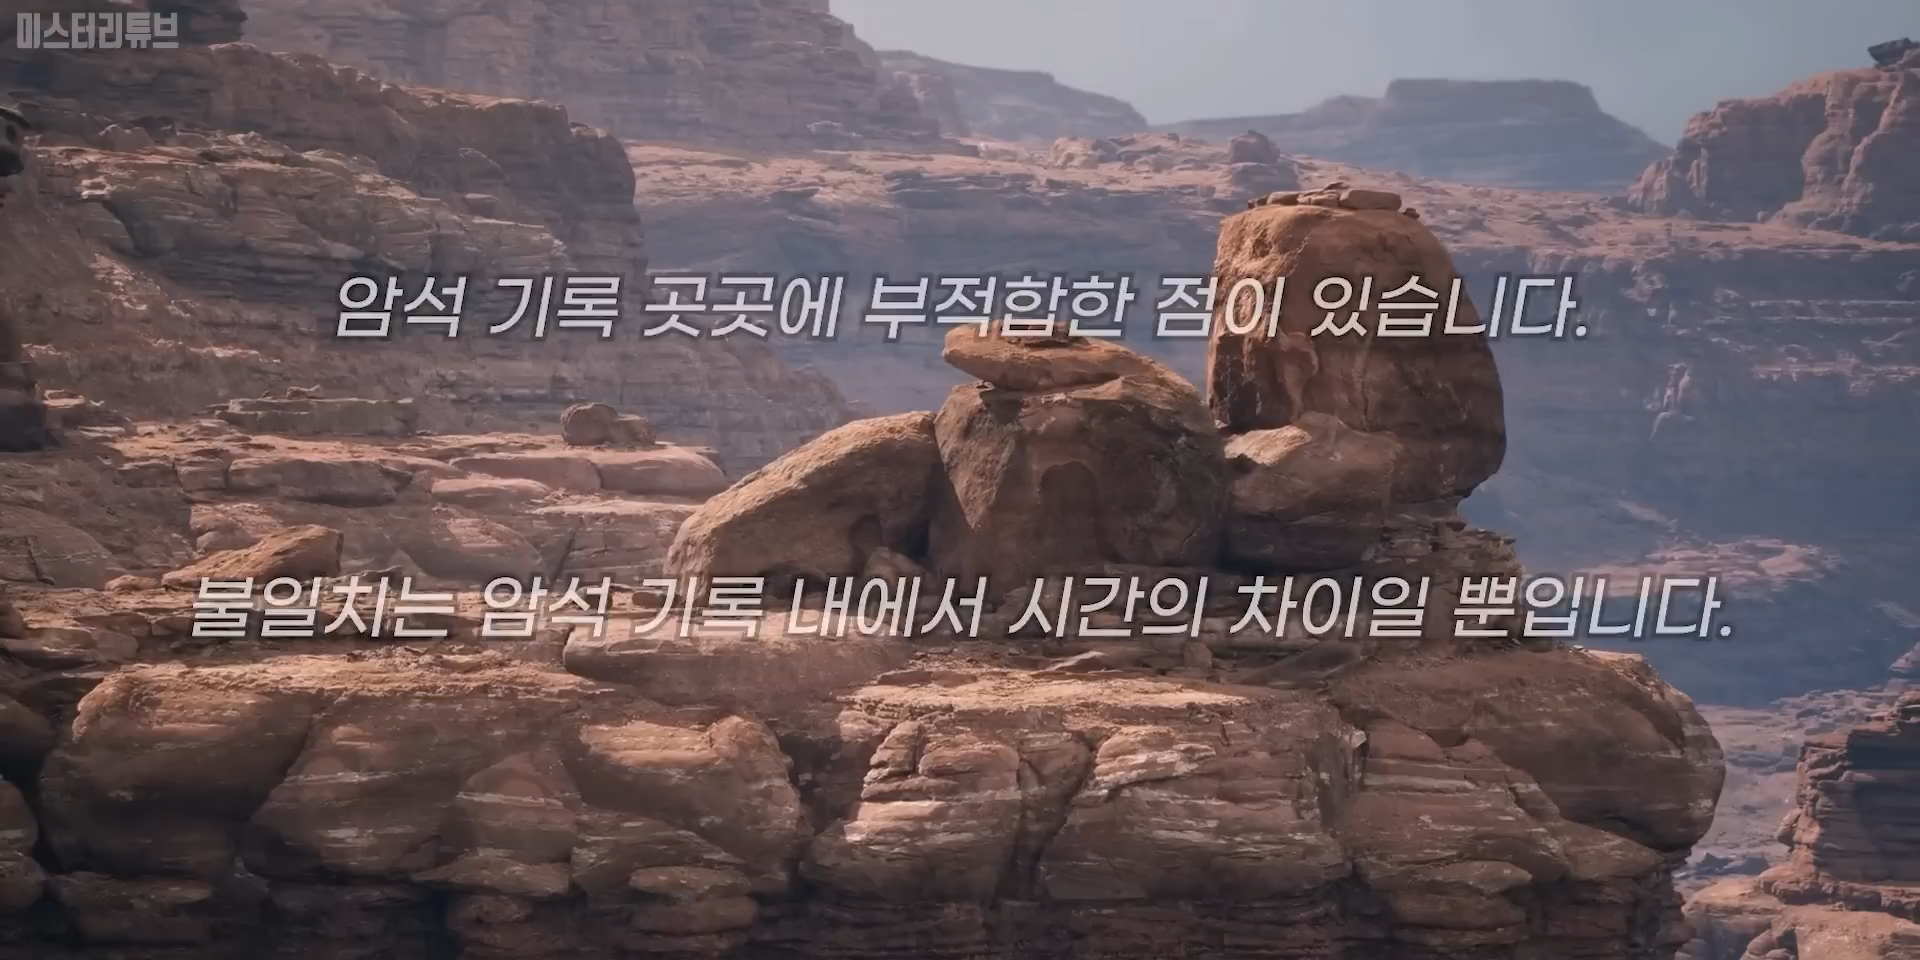 미스터리튜브
암석 기록 곳곳에 부적합한 점이 있습니다.
불일치는 암석 기록 내에서 시간의 차이일 뿐입니다.